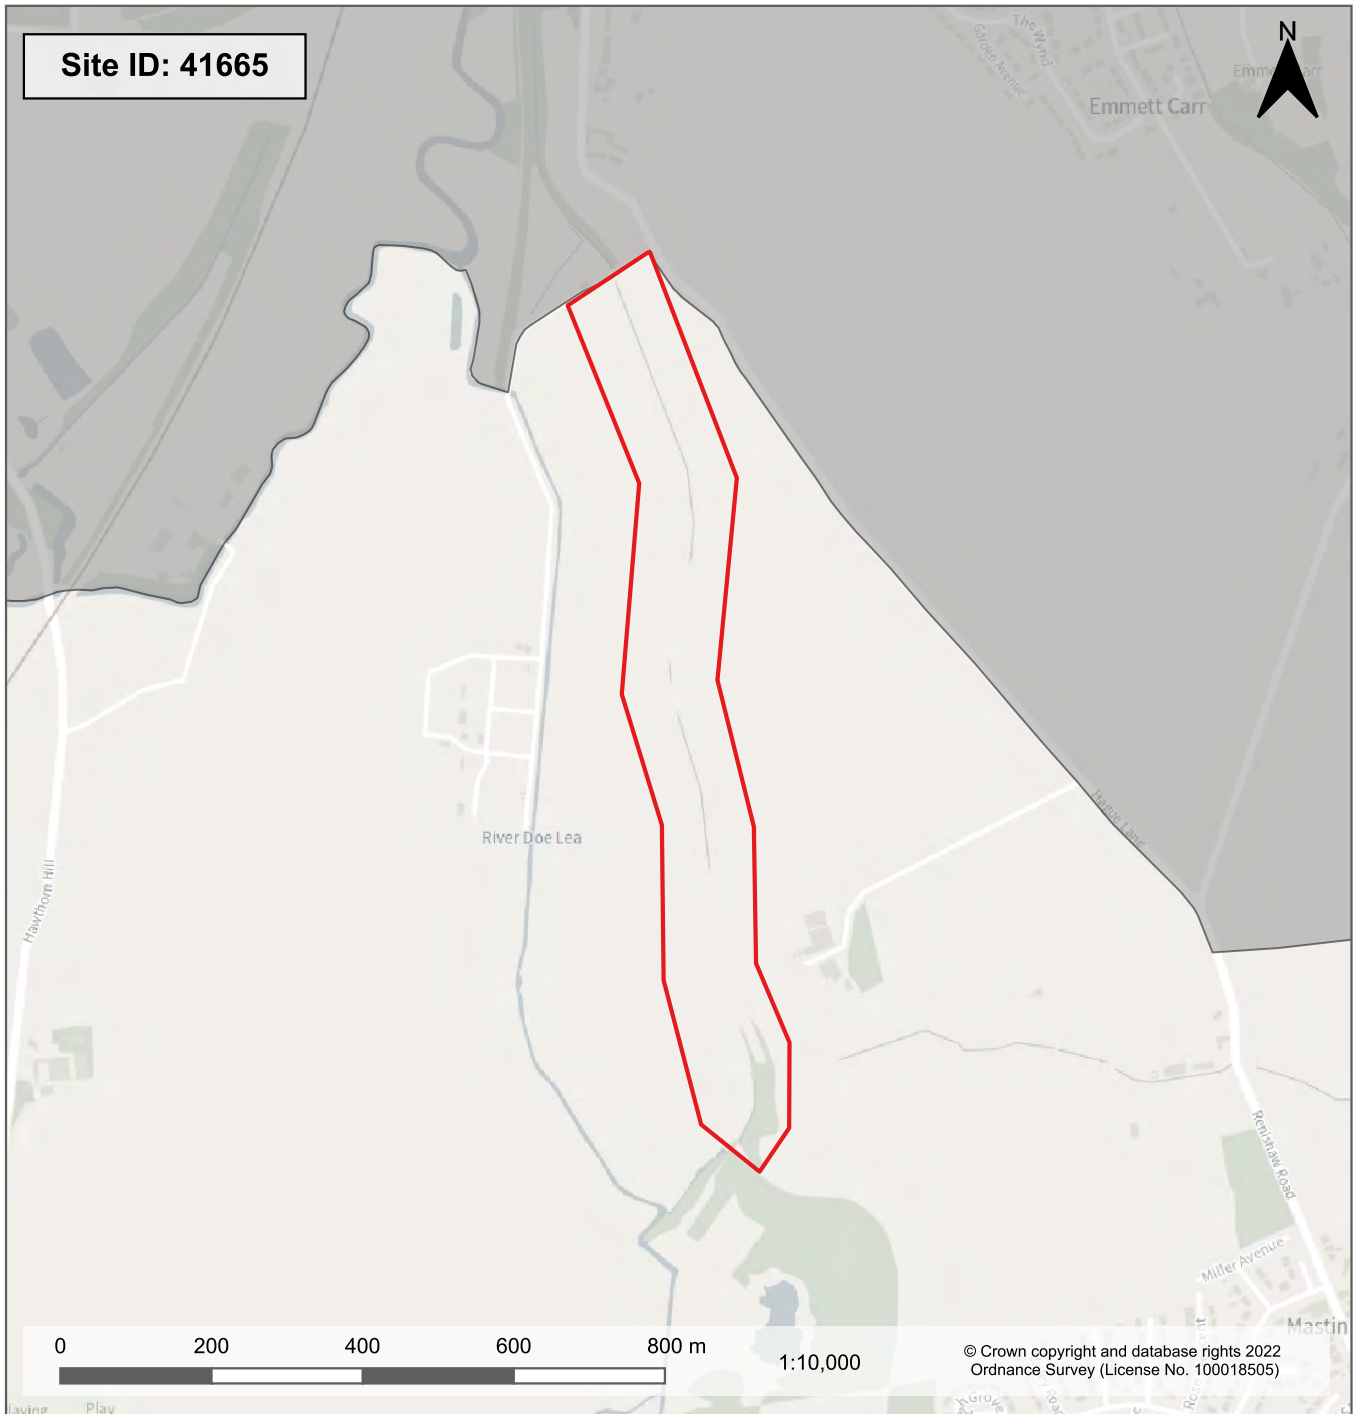 Site ID: 41665
N
The Wynd
Garden Avenue
Emmett Carr
River Doe Lea
Hague Lane
Hawthorn Hill
Renishaw Road
Miller Avenue
Mastin
0 200 400 600 800 m
1:10,000
© Crown copyright and database rights 2022
Ordnance Survey (License No. 100018505)
Play